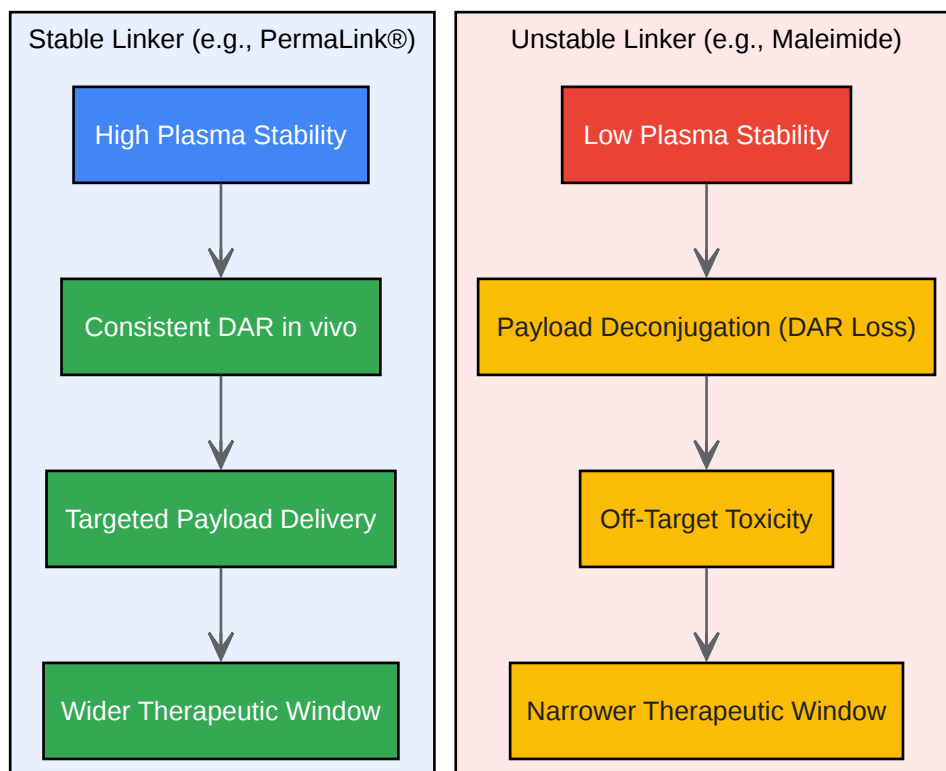 Stable Linker (e.g., PermaLink®)
High Plasma Stability
Consistent DAR in vivo
Targeted Payload Delivery
Wider Therapeutic Window
Unstable Linker (e.g., Maleimide)
Low Plasma Stability
Payload Deconjugation (DAR Loss)
Off-Target Toxicity
Narrower Therapeutic Window